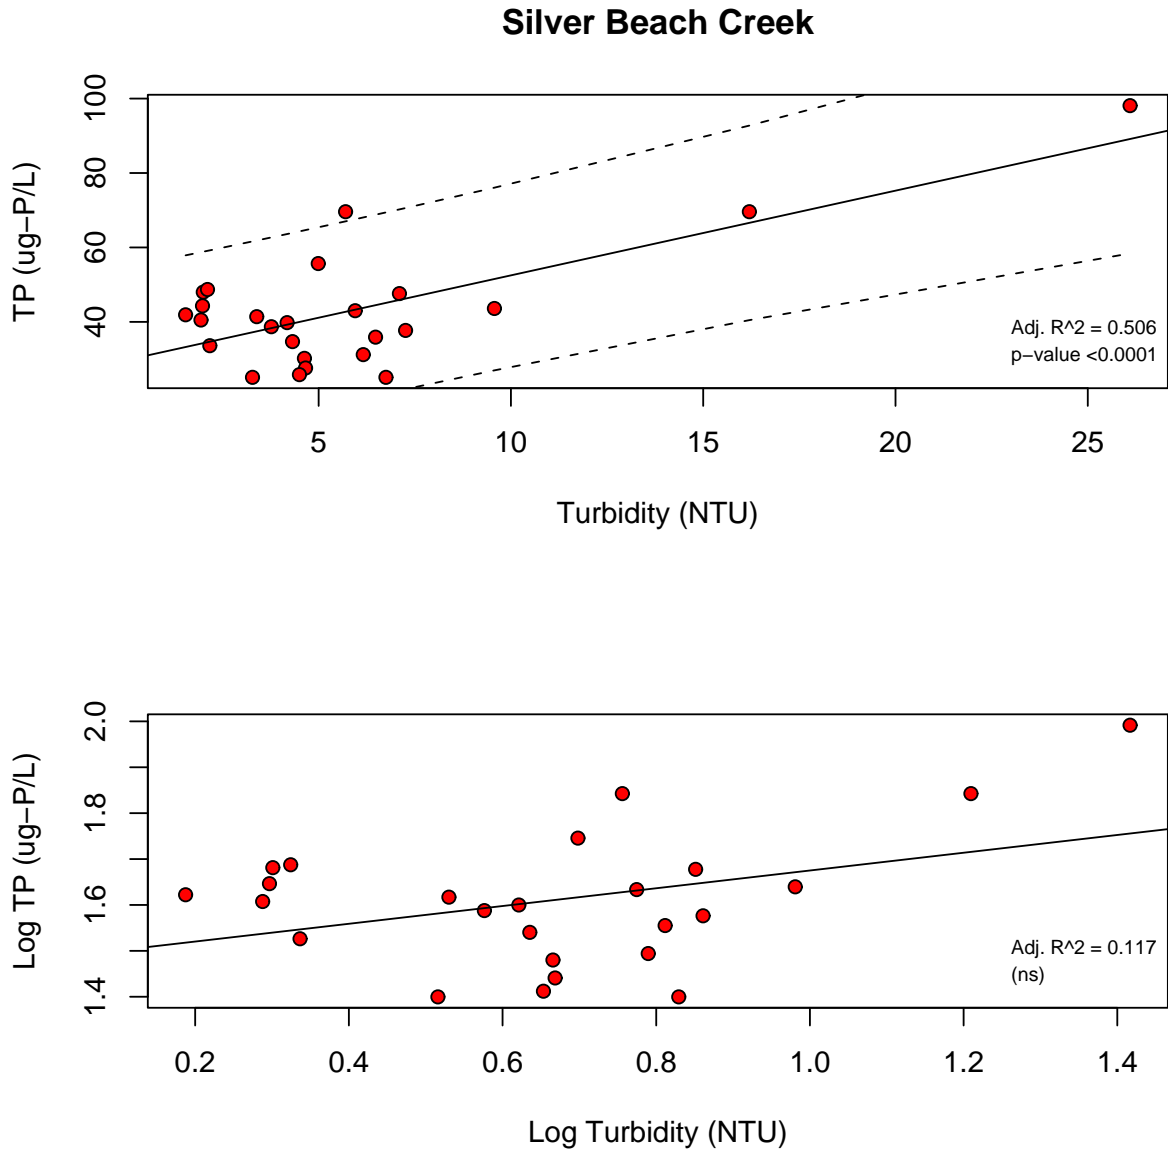 Silver Beach Creek
TP (ug−P/L)
100
80
60
40
Adj. R^2 = 0.506
p−value <0.0001
5 10 15 20 25
Turbidity (NTU)
Log TP (ug−P/L)
2.0
1.8
1.6
1.4
Adj. R^2 = 0.117
(ns)
0.2 0.4 0.6 0.8 1.0 1.2 1.4
Log Turbidity (NTU)